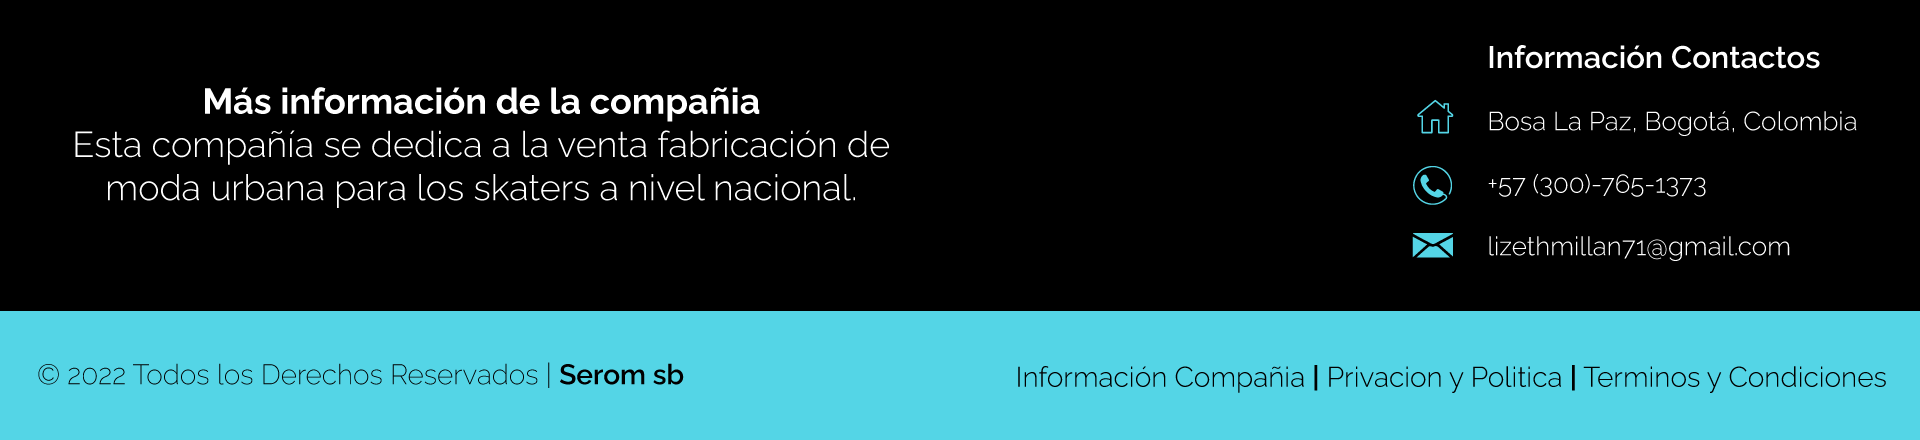 Más información de la compañia
Esta compañía se dedica a la venta fabricación de
moda urbana para los skaters a nivel nacional.
Información Contactos
Bosa La Paz, Bogotá, Colombia
+57 (300)-765-1373
lizethmillan71@gmail.com
© 2022 Todos los Derechos Reservados | Serom sb
Información Compañia | Privacion y Politica | Terminos y Condiciones